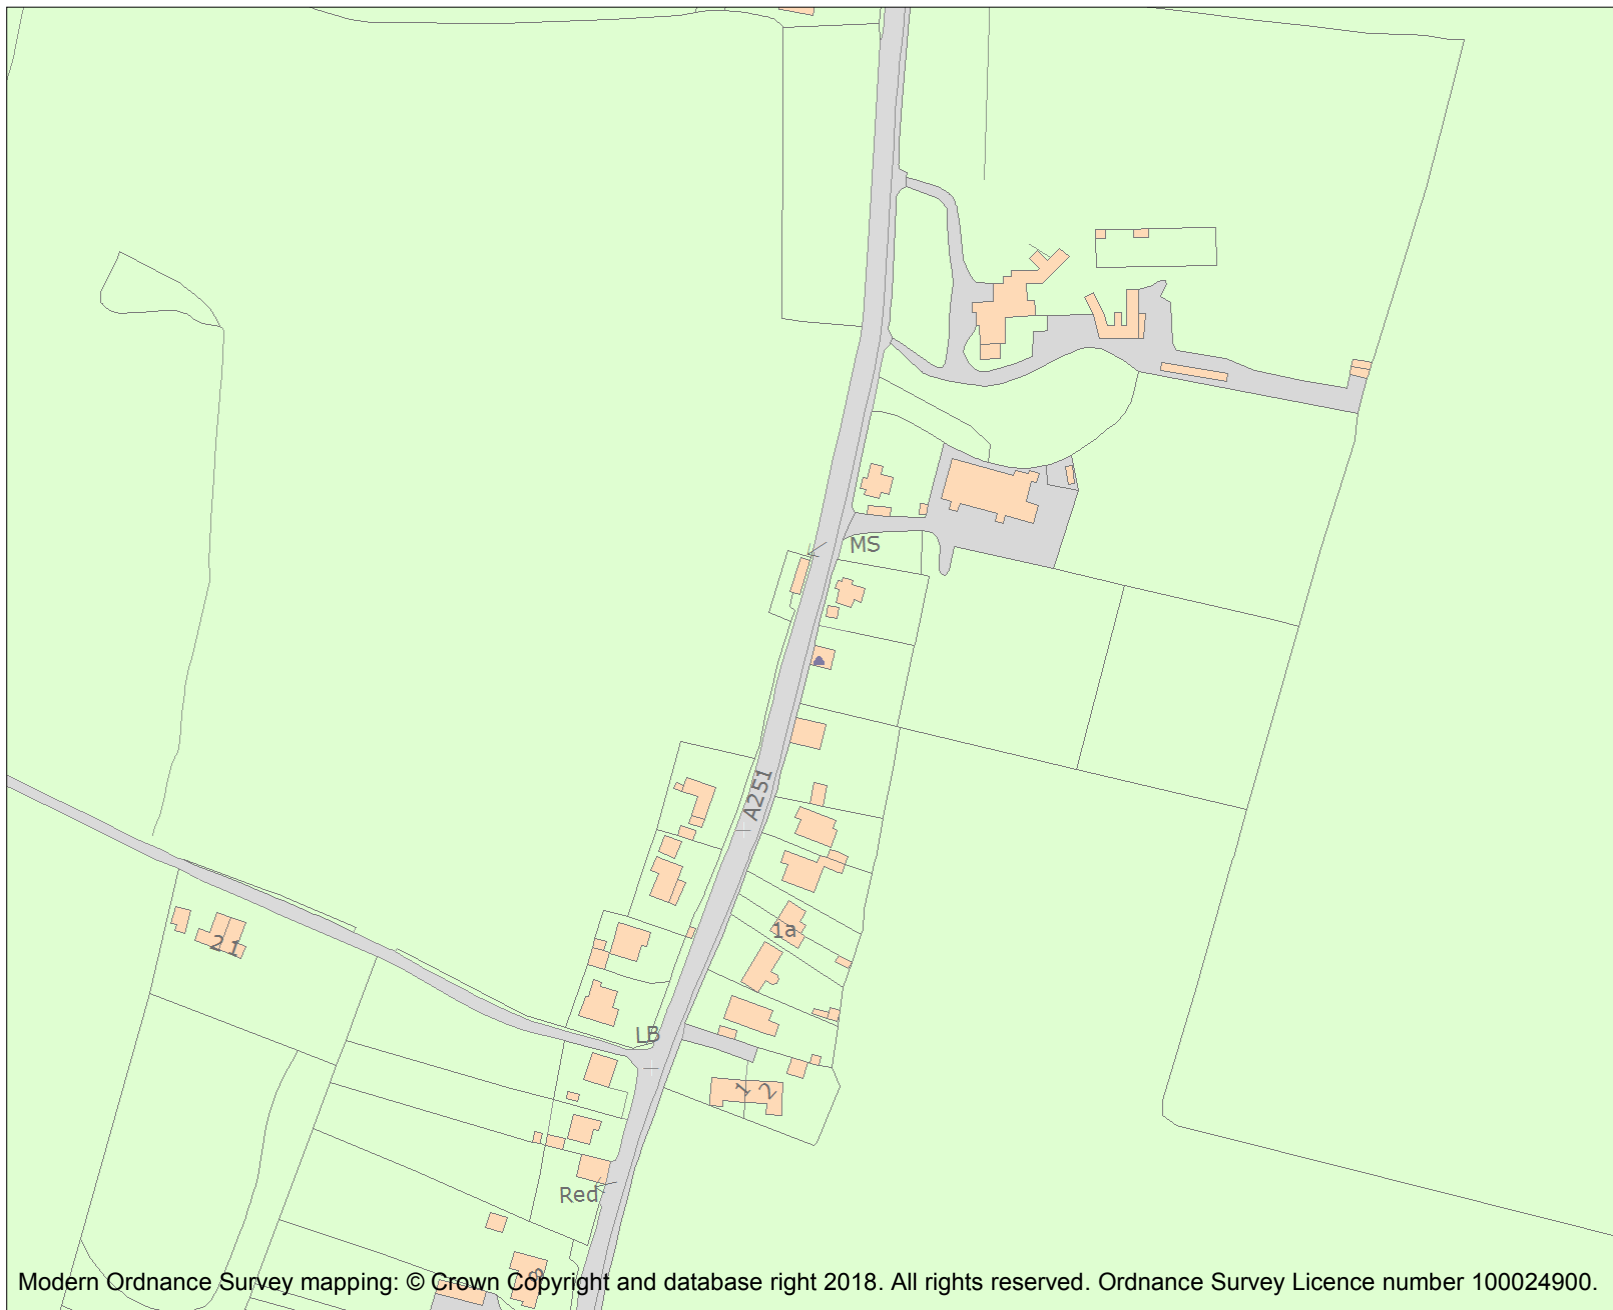 MS
A251
1a
2 1
LB
1 2
Red
8
Modern Ordnance Survey mapping: © Crown Copyright and database right 2018. All rights reserved. Ordnance Survey Licence number 100024900.